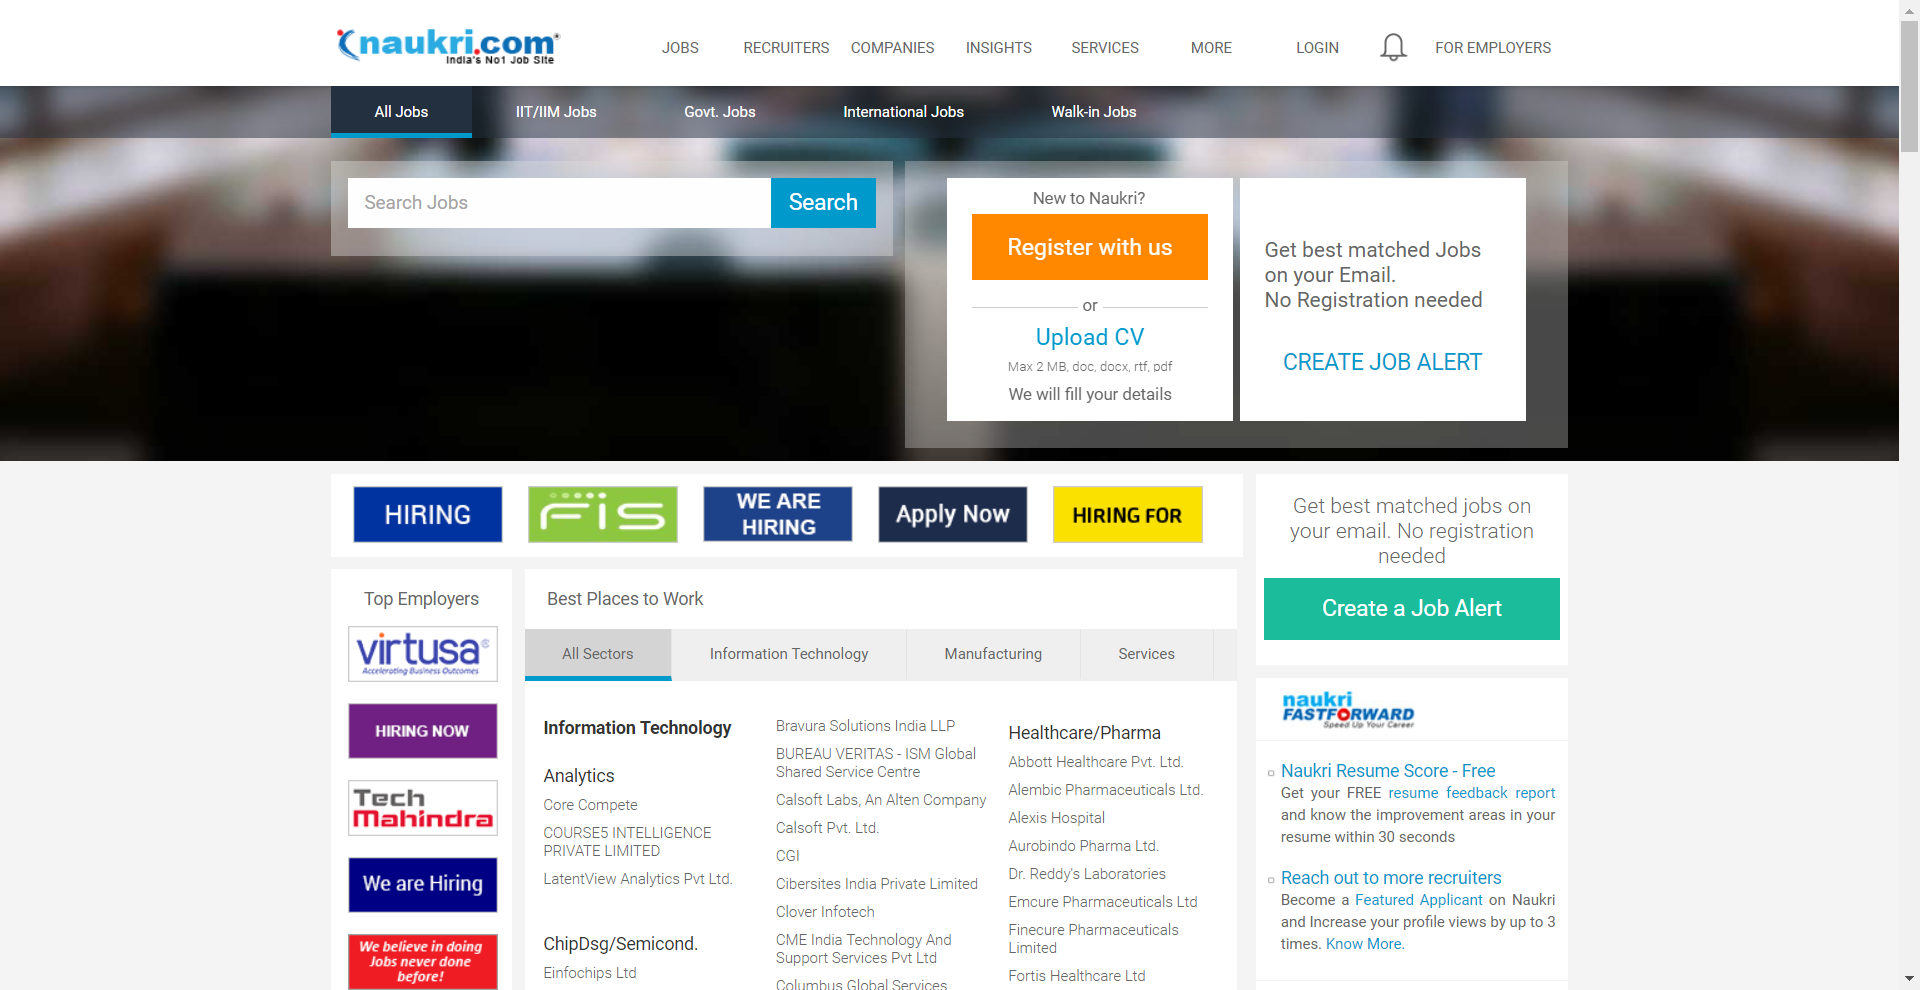 naukri.com
India's No1 Job Site
JOBS
RECRUITERS
COMPANIES
INSIGHTS
SERVICES
MORE
LOGIN
FOR EMPLOYERS
All Jobs
IIT/IIM Jobs
Govt. Jobs
International Jobs
Walk-in Jobs
Search Jobs
Search
New to Naukri?
Register with us
or
Upload CV
Max 2 MB, doc, docx, rtf, pdf
We will fill your details
Get best matched Jobs
on your Email.
No Registration needed
CREATE JOB ALERT
HIRING
FIS
WE ARE
HIRING
Apply Now
HIRING FOR
Get best matched jobs on
your email. No registration
needed
Create a Job Alert
Top Employers
virtusa
Accelerating Business Outcomes
HIRING NOW
Tech
Mahindra
We are Hiring
We believe in doing
Jobs never done
before!
Best Places to Work
All Sectors
Information Technology
Manufacturing
Services
Information Technology
Analytics
Core Compete
COURSE5 INTELLIGENCE
PRIVATE LIMITED
LatentView Analytics Pvt Ltd.
ChipDsg/Semicond.
Einfochips Ltd
Bravura Solutions India LLP
BUREAU VERITAS - ISM Global
Shared Service Centre
Calsoft Labs, An Alten Company
Calsoft Pvt. Ltd.
CGI
Cibersites India Private Limited
Clover Infotech
CME India Technology And
Support Services Pvt Ltd
Columbus Global Services
Healthcare/Pharma
Abbott Healthcare Pvt. Ltd.
Alembic Pharmaceuticals Ltd.
Alexis Hospital
Aurobindo Pharma Ltd.
Dr. Reddy's Laboratories
Emcure Pharmaceuticals Ltd
Finecure Pharmaceuticals
Limited
Fortis Healthcare Ltd
naukri
FASTFORWARD
Speed Up Your Career
Naukri Resume Score - Free
Get your FREE resume feedback report
and know the improvement areas in your
resume within 30 seconds
Reach out to more recruiters
Become a Featured Applicant on Naukri
and Increase your profile views by up to 3
times. Know More.